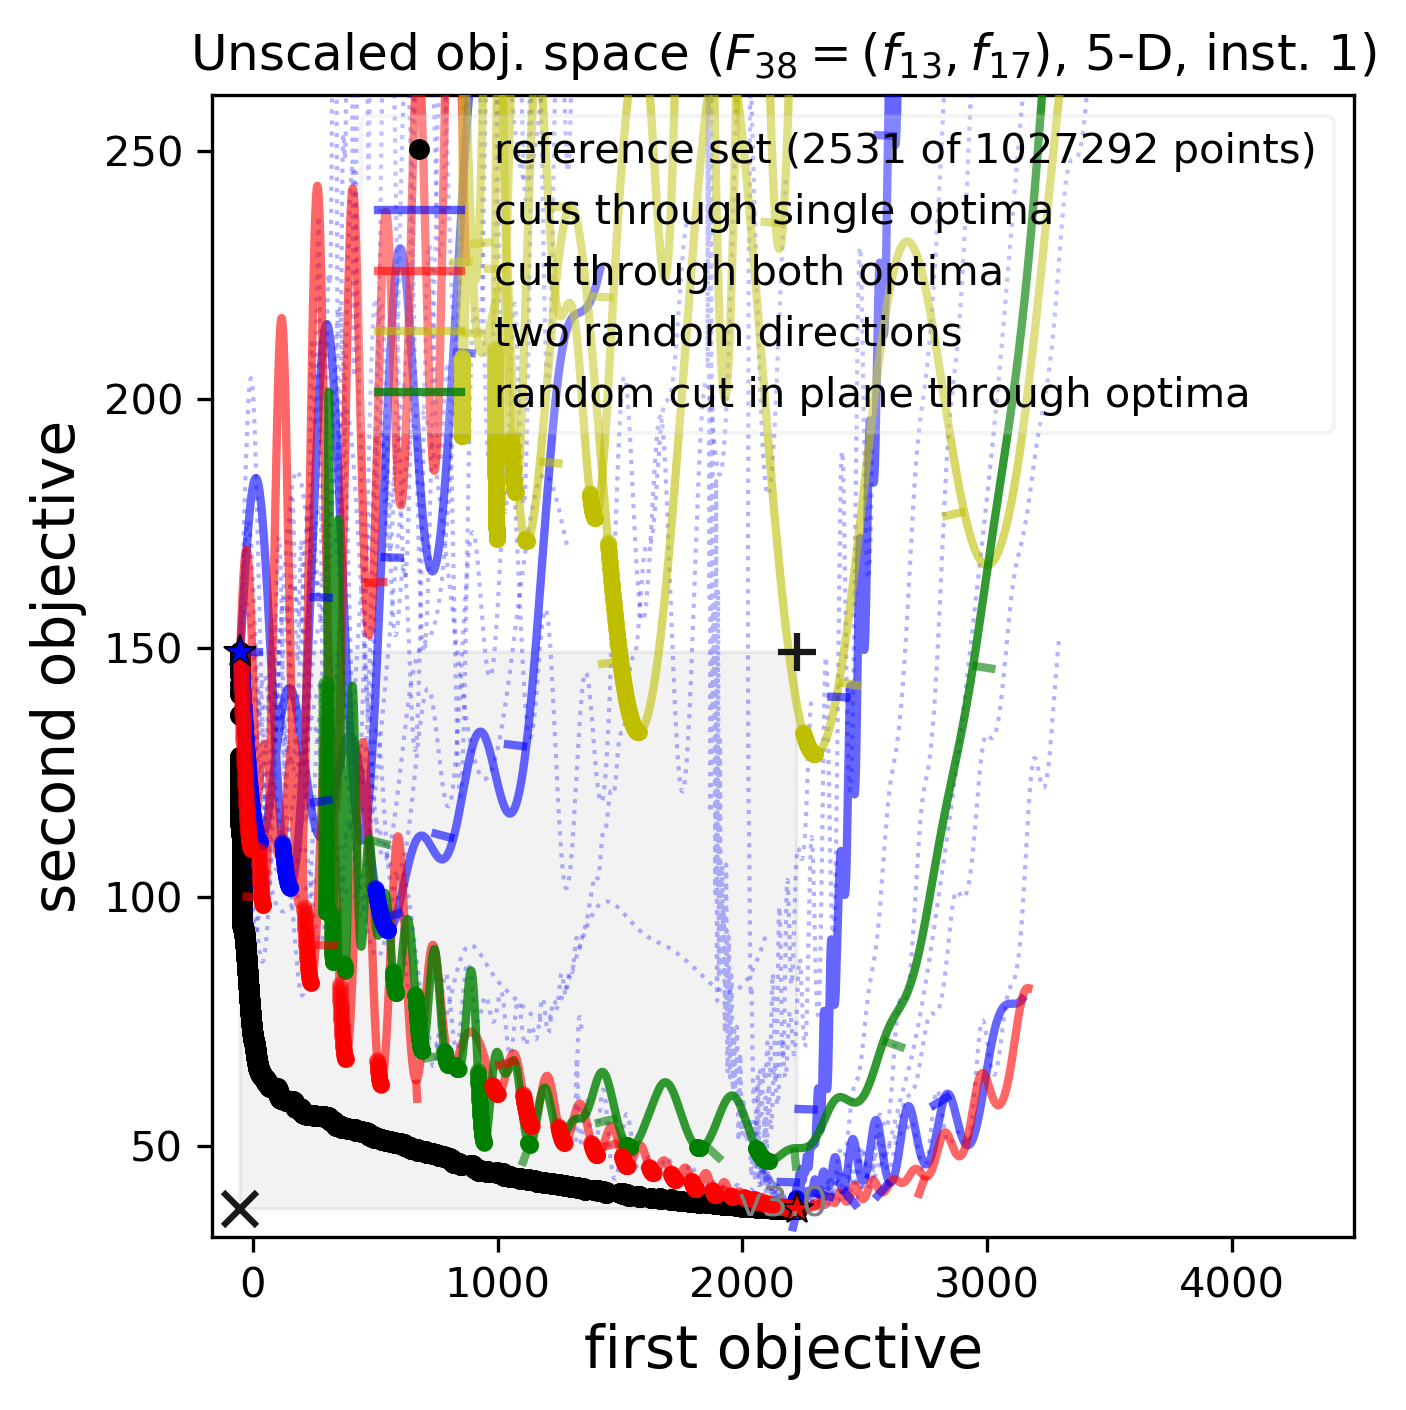 Unscaled obj. space (F₃₈ = (f₁₃, f₁₇), 5-D, inst. 1)
reference set (2531 of 1027292 points)
cuts through single optima
cut through both optima
two random directions
random cut in plane through optima
250
200
150
100
50
second objective
v3.0
0 1000 2000 3000 4000
first objective